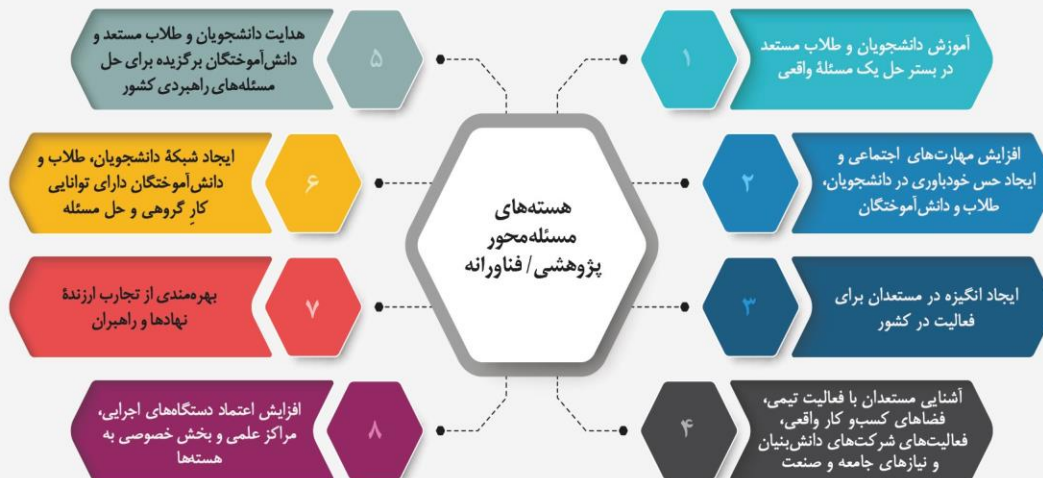 هسته‌های
مسئله‌محور
پژوهشی/ فناورانه
۱
آموزش دانشجویان و طلاب مستعد
در بستر حل یک مسئلهٔ واقعی
۲
افزایش مهارت‌های اجتماعی و
ایجاد حس خودباوری در دانشجویان،
طلاب و دانش‌آموختگان
۳
ایجاد انگیزه در مستعدان برای
فعالیت در کشور
۴
آشنایی مستعدان با فعالیت تیمی،
فضاهای کسب‌و کار واقعی،
فعالیت‌های شرکت‌های دانش‌بنیان
و نیازهای جامعه و صنعت
۵
هدایت دانشجویان و طلاب مستعد و
دانش‌آموختگان برگزیده برای حل
مسئله‌های راهبردی کشور
۶
ایجاد شبکهٔ دانشجویان، طلاب و
دانش‌آموختگان دارای توانایی
کارِ گروهی و حل مسئله
۷
بهره‌مندی از تجارب ارزندهٔ
نهادها و راهبران
۸
افزایش اعتماد دستگاه‌های اجرایی،
مراکز علمی و بخش خصوصی به
هسته‌ها